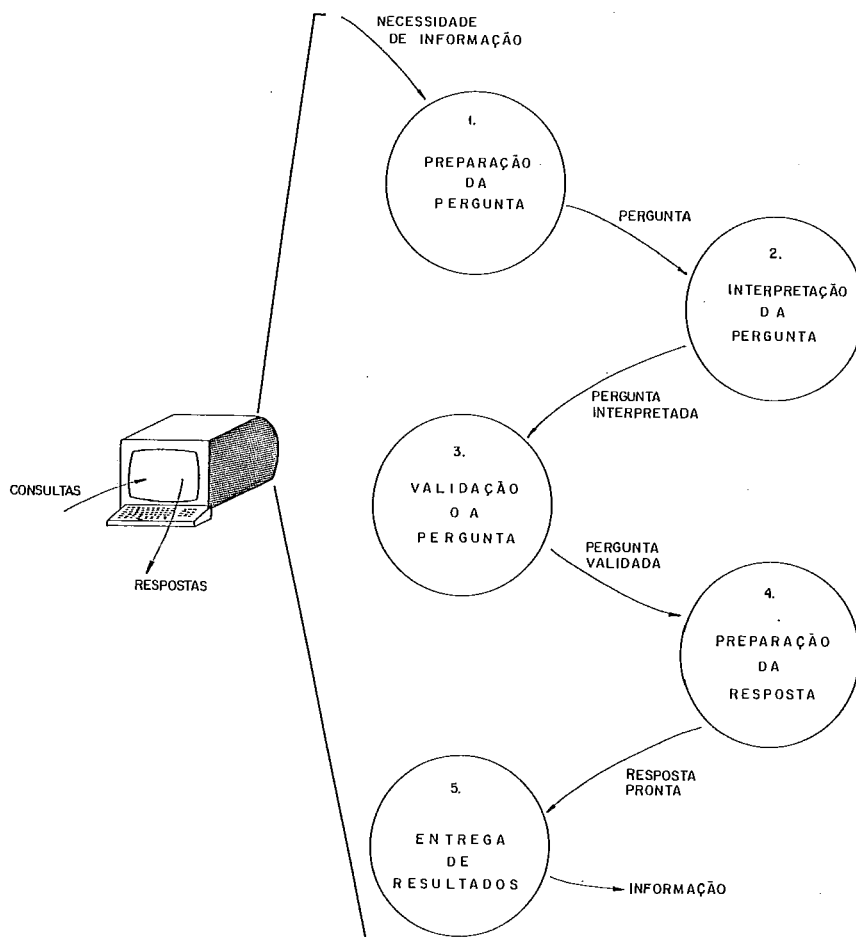 NECESSIDADE
DE INFORMAÇÃO
1.
PREPARAÇÃO
DA
PERGUNTA
PERGUNTA
2.
INTERPRETAÇÃO
DA
PERGUNTA
PERGUNTA
INTERPRETADA
3.
VALIDAÇÃO
O A
PERGUNTA
CONSULTAS
RESPOSTAS
PERGUNTA
VALIDADA
4.
PREPARAÇÃO
DA
RESPOSTA
RESPOSTA
PRONTA
5.
ENTREGA
DE
RESULTADOS
INFORMAÇÃO